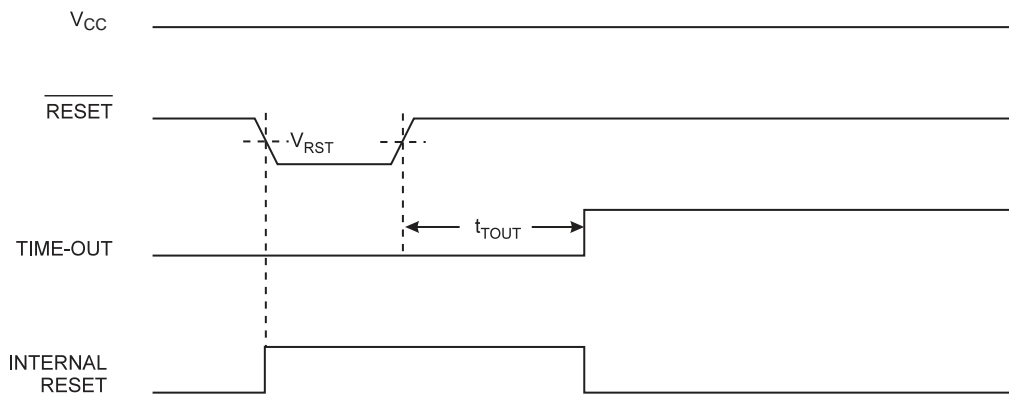 VCC
RESET
VRST
tTOUT
TIME-OUT
INTERNAL
RESET